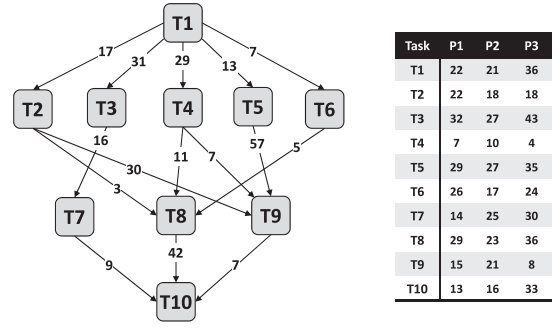 T1
17
31
29
13
7
T2
T3
T4
T5
T6
16
30
3
11
7
57
5
T7
T8
T9
9
42
7
T10
Task P1 P2 P3
T1 22 21 36
T2 22 18 18
T3 32 27 43
T4 7 10 4
T5 29 27 35
T6 26 17 24
T7 14 25 30
T8 29 23 36
T9 15 21 8
T10 13 16 33